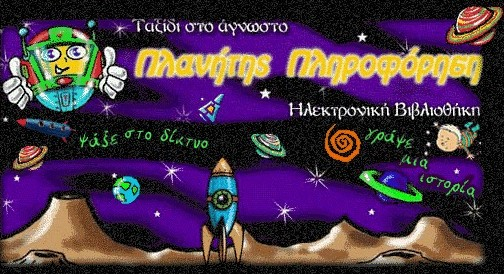 Ταξίδι στο άγνωστο
Πλανήτης Πληροφόρηση
Ηλεκτρονική Βιβλιοθήκη
ψάξε στο δίκτυο
γράψε
μια
ιστορία